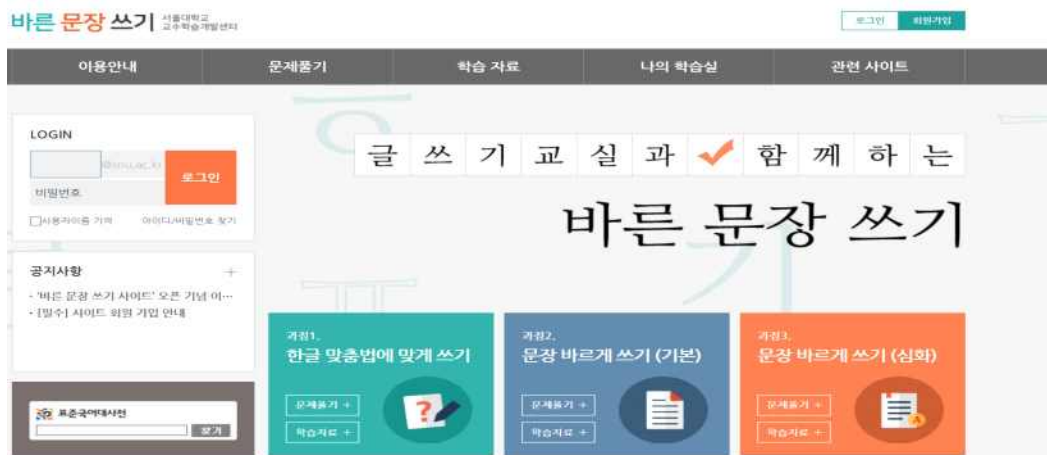 바른 문장 쓰기 서울대학교
교수학습개발센터
로그인 회원가입
이용안내 문제풀기 학습 자료 나의 학습실 관련 사이트
LOGIN
@snu.ac.kr
비밀번호
로그인
사용자이름 기억 아이디/비밀번호 찾기
공지사항 +
- '바른 문장 쓰기 사이트' 오픈 기념 이…
- [필수] 사이트 회원 가입 안내
표준국어대사전
찾기
글쓰기교실과 함께하는
바른 문장 쓰기
과정1.
한글 맞춤법에 맞게 쓰기
문제풀기 +
학습자료 +
과정2.
문장 바르게 쓰기 (기본)
문제풀기 +
학습자료 +
과정3.
문장 바르게 쓰기 (심화)
문제풀기 +
학습자료 +